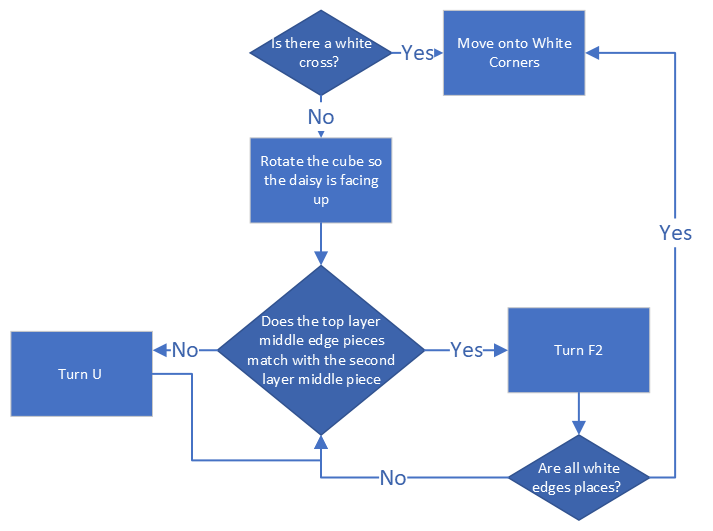 Is there a white
cross?
Yes
Move onto White
Corners
No
Rotate the cube so
the daisy is facing
up
Yes
Does the top layer
middle edge pieces
match with the second
layer middle piece
No
Turn U
Yes
Turn F2
Are all white
edges places?
No